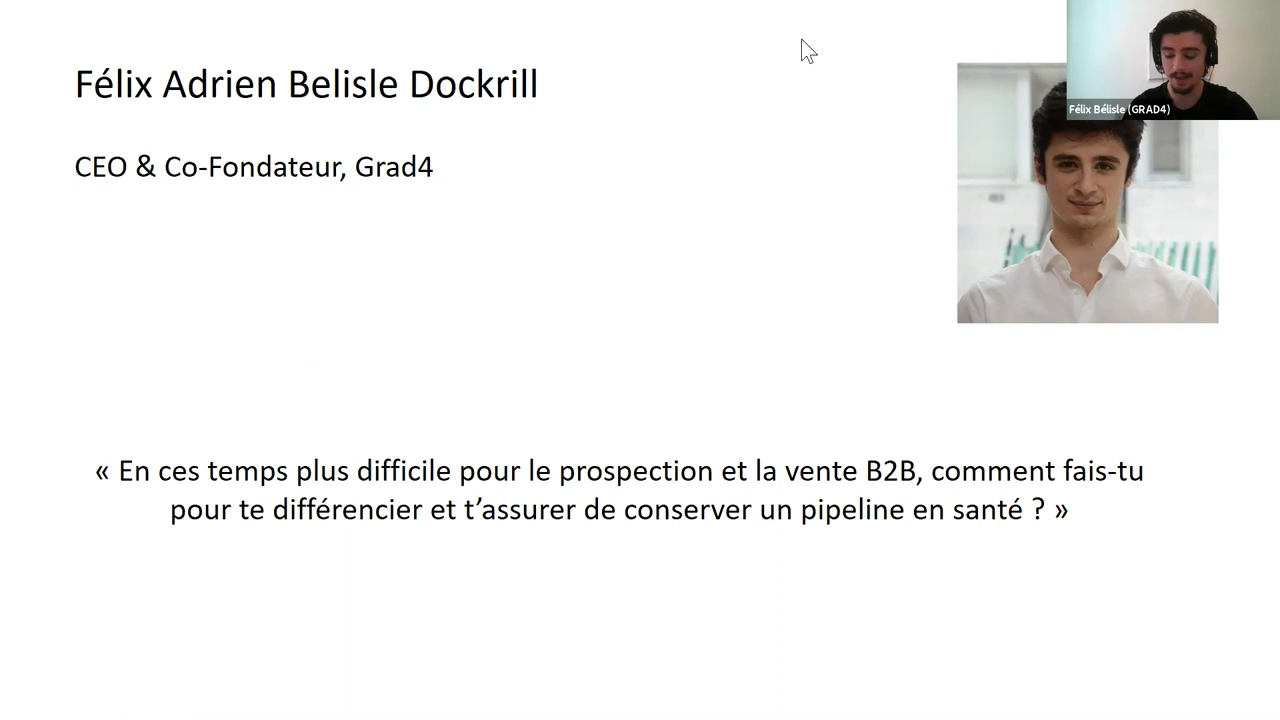 Félix Adrien Belisle Dockrill
Félix Bélisle (GRAD4)
CEO & Co-Fondateur, Grad4
« En ces temps plus difficile pour le prospection et la vente B2B, comment fais-tu
pour te différencier et t’assurer de conserver un pipeline en santé ? »